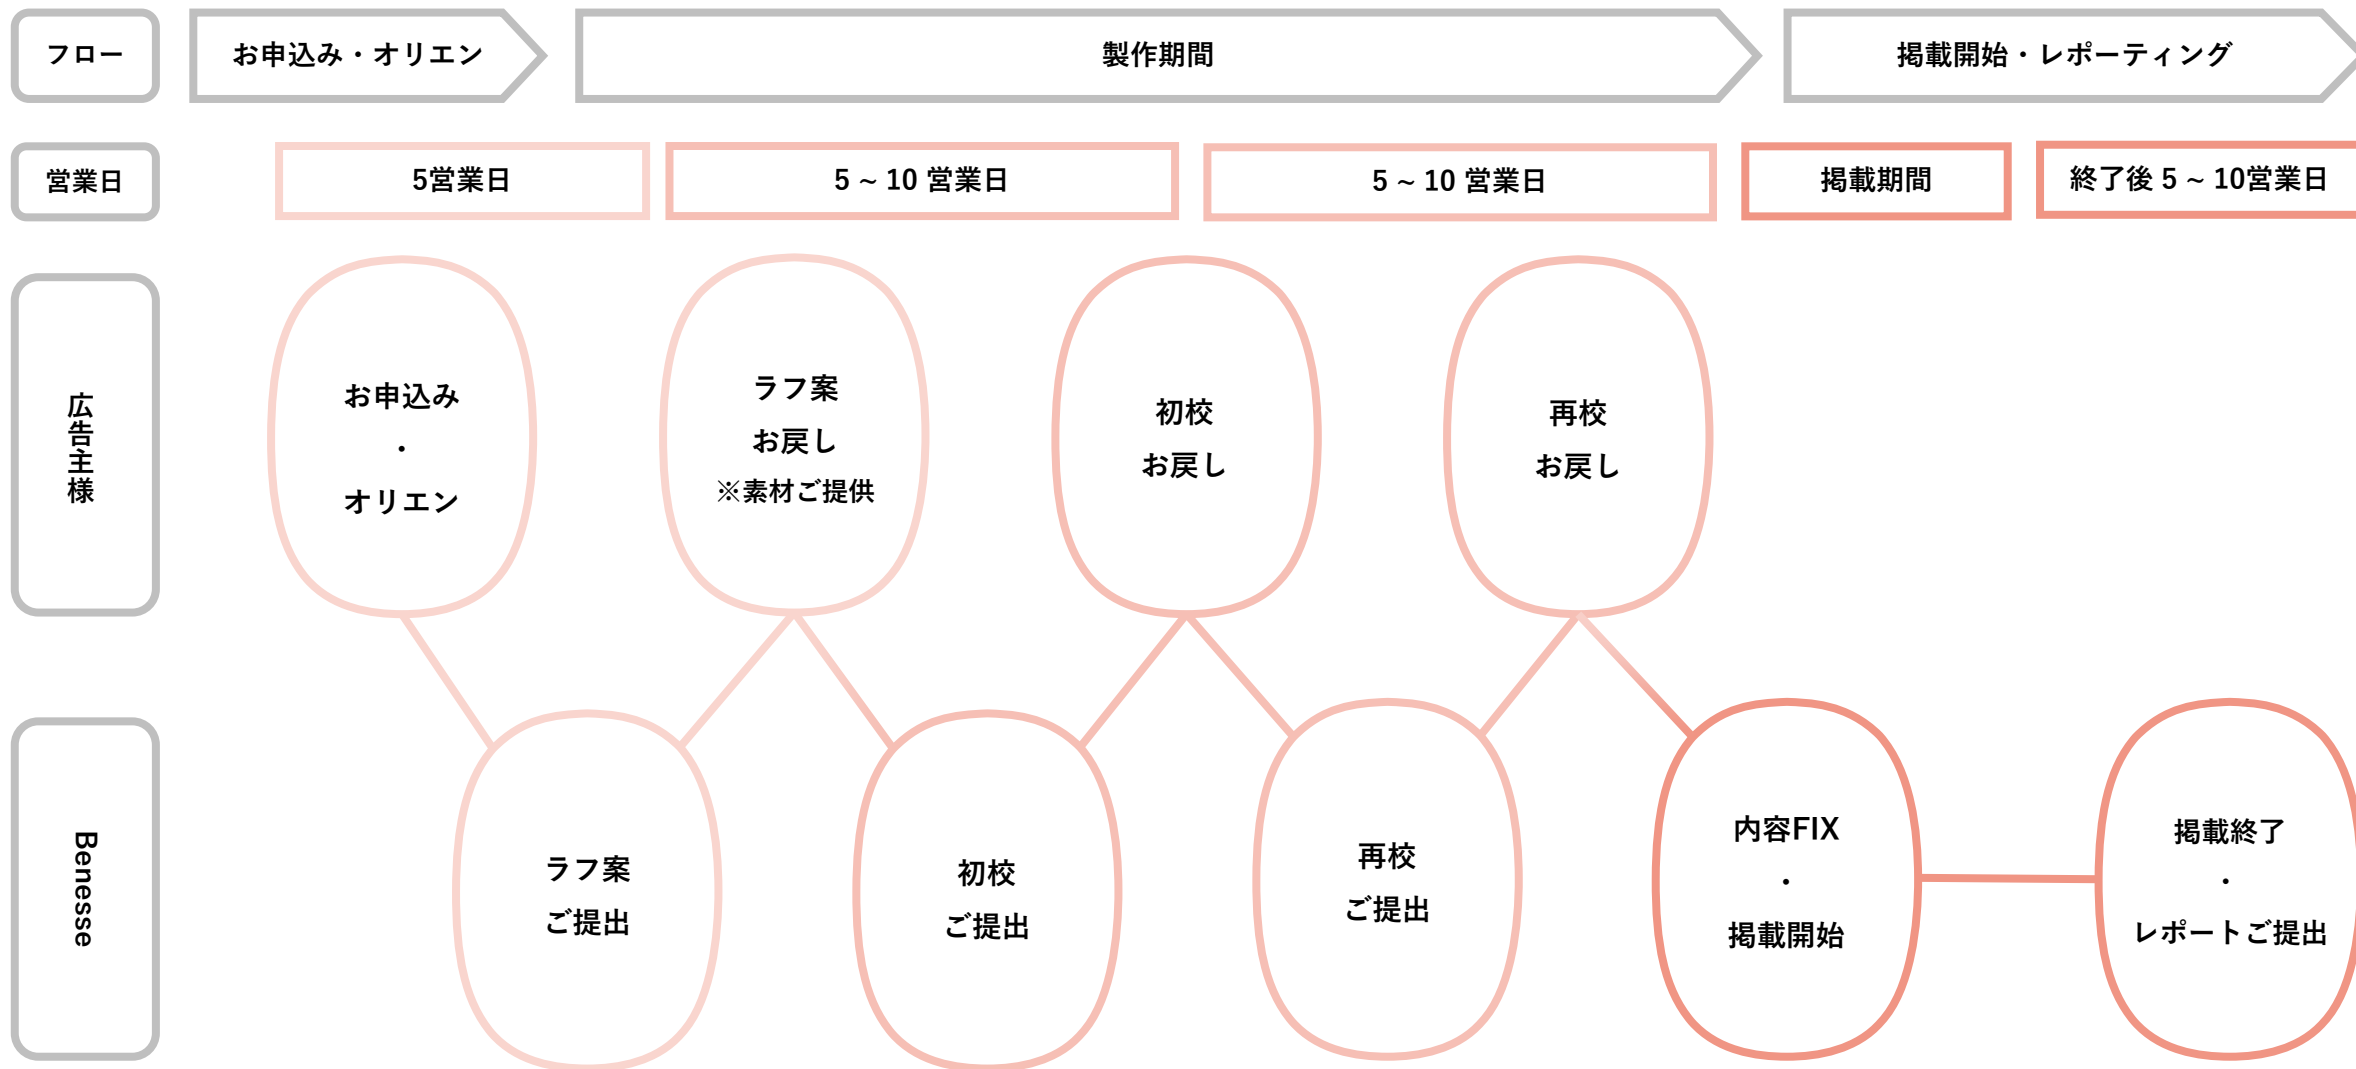 フロー
お申込み・オリエン
製作期間
掲載開始・レポーティング
営業日
5営業日
5 ~ 10 営業日
5 ~ 10 営業日
掲載期間
終了後 5 ~ 10営業日
広告主様
お申込み
・
オリエン
ラフ案
お戻し
※素材ご提供
初校
お戻し
再校
お戻し
Benesse
ラフ案
ご提出
初校
ご提出
再校
ご提出
内容FIX
・
掲載開始
掲載終了
・
レポートご提出